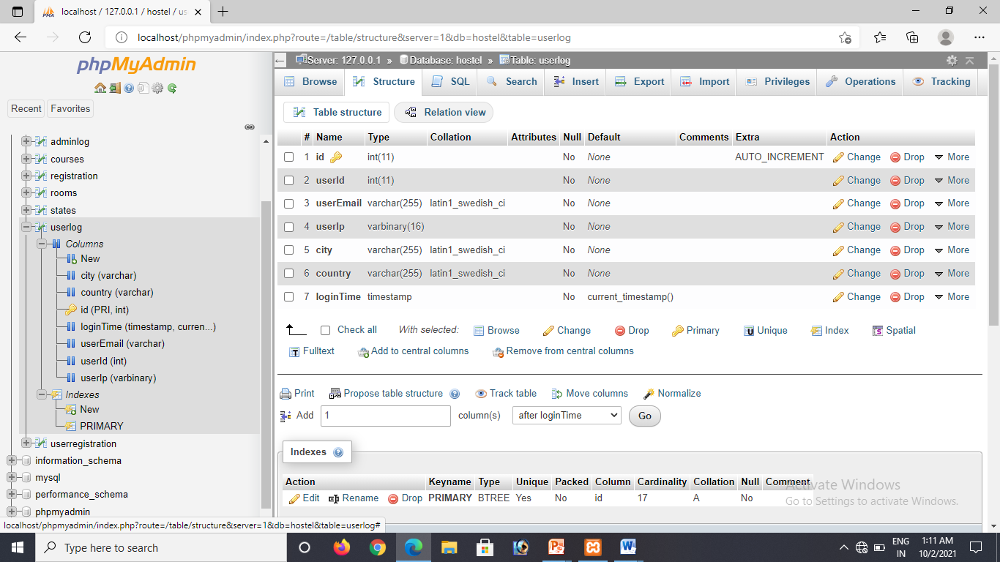 localhost / 127.0.0.1 / hostel / us
localhost/phpmyadmin/index.php?route=/table/structure&server=1&db=hostel&table=userlog
phpMyAdmin
Recent Favorites
adminlog
courses
registration
rooms
states
userlog
Columns
New
city (varchar)
country (varchar)
id (PRI, int)
loginTime (timestamp, curren...)
userEmail (varchar)
userId (int)
userIp (varbinary)
Indexes
New
PRIMARY
userregistration
information_schema
mysql
performance_schema
phpmyadmin
localhost/phpmyadmin/index.php?route=/table/structure&server=1&db=hostel&table=userlog#
Server: 127.0.0.1 » Database: hostel » Table: userlog
Browse Structure SQL Search Insert Export Import Privileges Operations Tracking
Table structure Relation view
# Name Type Collation Attributes Null Default Comments Extra Action
1 id int(11) No None AUTO_INCREMENT Change Drop More
2 userId int(11) No None Change Drop More
3 userEmail varchar(255) latin1_swedish_ci No None Change Drop More
4 userIp varbinary(16) No None Change Drop More
5 city varchar(255) latin1_swedish_ci No None Change Drop More
6 country varchar(255) latin1_swedish_ci No None Change Drop More
7 loginTime timestamp No current_timestamp() Change Drop More
Check all With selected: Browse Change Drop Primary Unique Index Spatial
Fulltext Add to central columns Remove from central columns
Print Propose table structure Track table Move columns Normalize
Add 1 column(s) after loginTime Go
Indexes
Action Keyname Type Unique Packed Column Cardinality Collation Null Comment
Edit Rename Drop PRIMARY BTREE Yes No id 17 A No
Activate Windows
Go to Settings to activate Windows.
Type here to search
ENG 1:11 AM
IN 10/2/2021